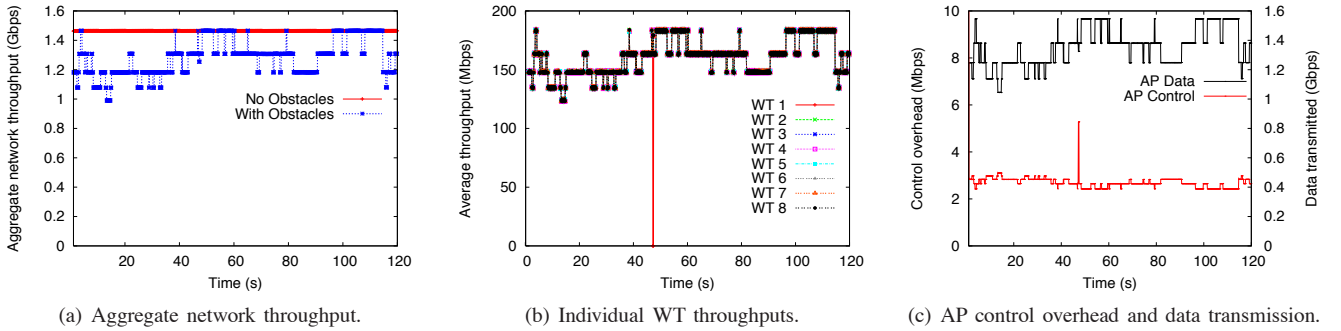 Aggregate network throughput (Gbps)
1.6
1.4
1.2
1
0.8
0.6
0.4
0.2
0
No Obstacles
With Obstacles
20 40 60 80 100 120
Time (s)
(a) Aggregate network throughput.
Average throughput (Mbps)
200
150
100
50
0
WT 1
WT 2
WT 3
WT 4
WT 5
WT 6
WT 7
WT 8
20 40 60 80 100 120
Time (s)
(b) Individual WT throughputs.
Control overhead (Mbps)
10
8
6
4
2
0
AP Data
AP Control
1.6
1.4
1.2
1
0.8
0.6
0.4
0.2
0
Data transmitted (Gbps)
20 40 60 80 100 120
Time (s)
(c) AP control overhead and data transmission.